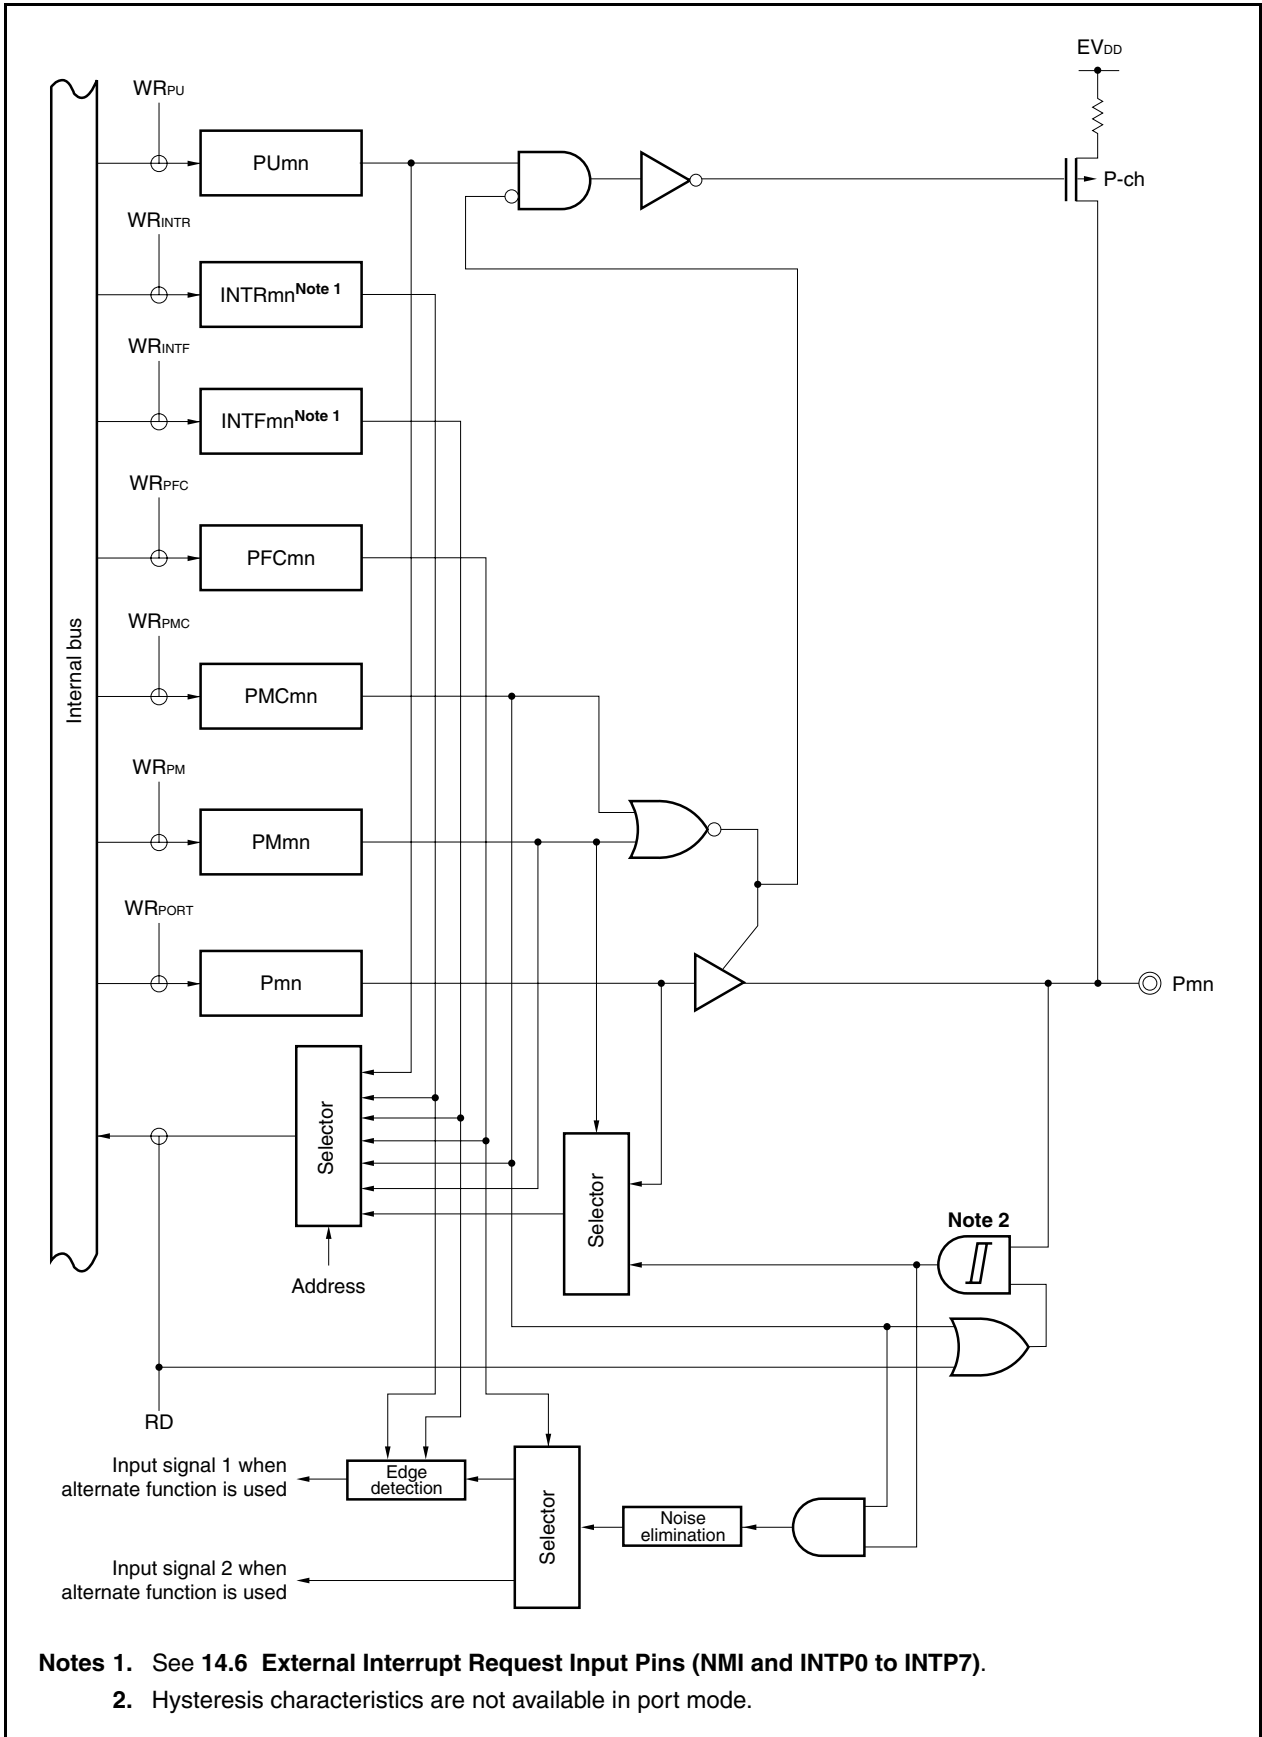 EVDD
WRPU
PUmn
P-ch
WRINTR
INTRmnNote 1
WRINTF
INTFmnNote 1
WRPFC
PFCmn
WRPMC
PMCmn
Internal bus
WRPM
PMmn
WRPORT
Pmn
Pmn
Selector
Selector
Note 2
Address
RD
Input signal 1 when
alternate function is used
Edge
detection
Selector
Noise
elimination
Input signal 2 when
alternate function is used
Notes 1. See 14.6 External Interrupt Request Input Pins (NMI and INTP0 to INTP7).
2. Hysteresis characteristics are not available in port mode.